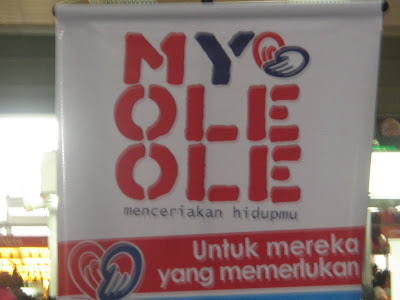 MY
OLE
OLE
menceriakan hidupmu
Untuk mereka
yang memerlukan